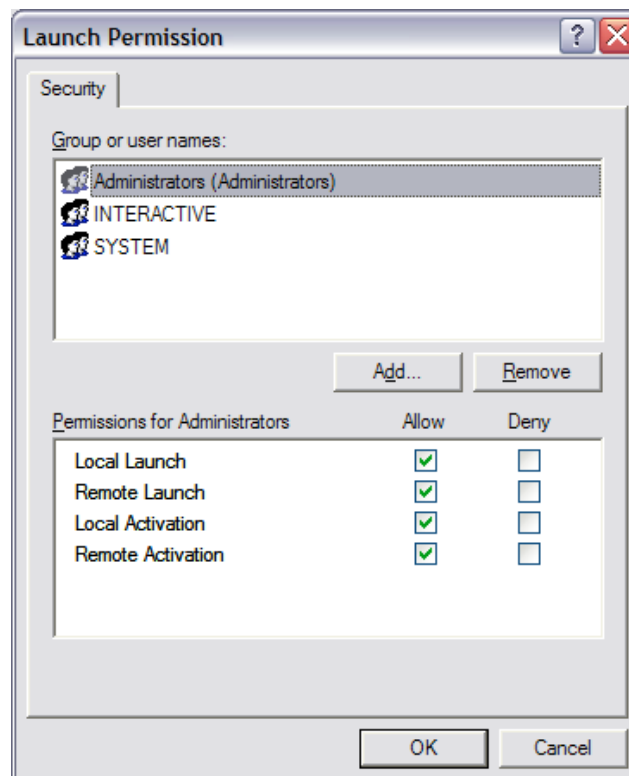 Launch Permission
Security
Group or user names:
Administrators (Administrators)
INTERACTIVE
SYSTEM
Add... Remove
Permissions for Administrators Allow Deny
Local Launch
Remote Launch
Local Activation
Remote Activation
OK Cancel